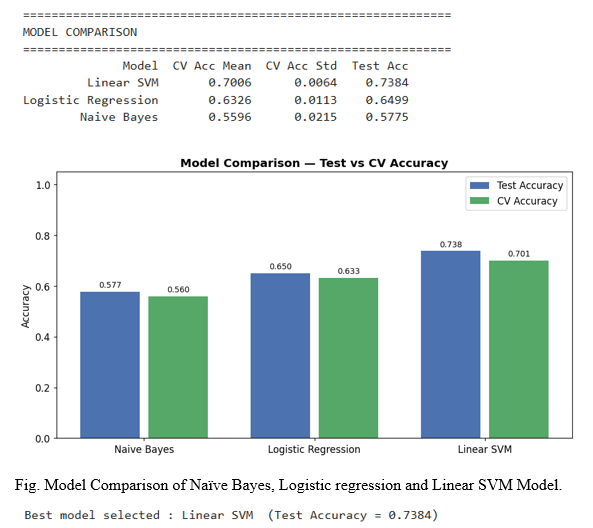 ============================================================
MODEL COMPARISON
============================================================
Model CV Acc Mean CV Acc Std Test Acc
Linear SVM 0.7006 0.0064 0.7384
Logistic Regression 0.6326 0.0113 0.6499
Naive Bayes 0.5596 0.0215 0.5775
Model Comparison — Test vs CV Accuracy
Test Accuracy
CV Accuracy
Accuracy
1.0
0.8
0.6
0.4
0.2
0.0
0.577
0.560
0.650
0.633
0.738
0.701
Naive Bayes
Logistic Regression
Linear SVM
Fig. Model Comparison of Naïve Bayes, Logistic regression and Linear SVM Model.
Best model selected : Linear SVM (Test Accuracy = 0.7384)